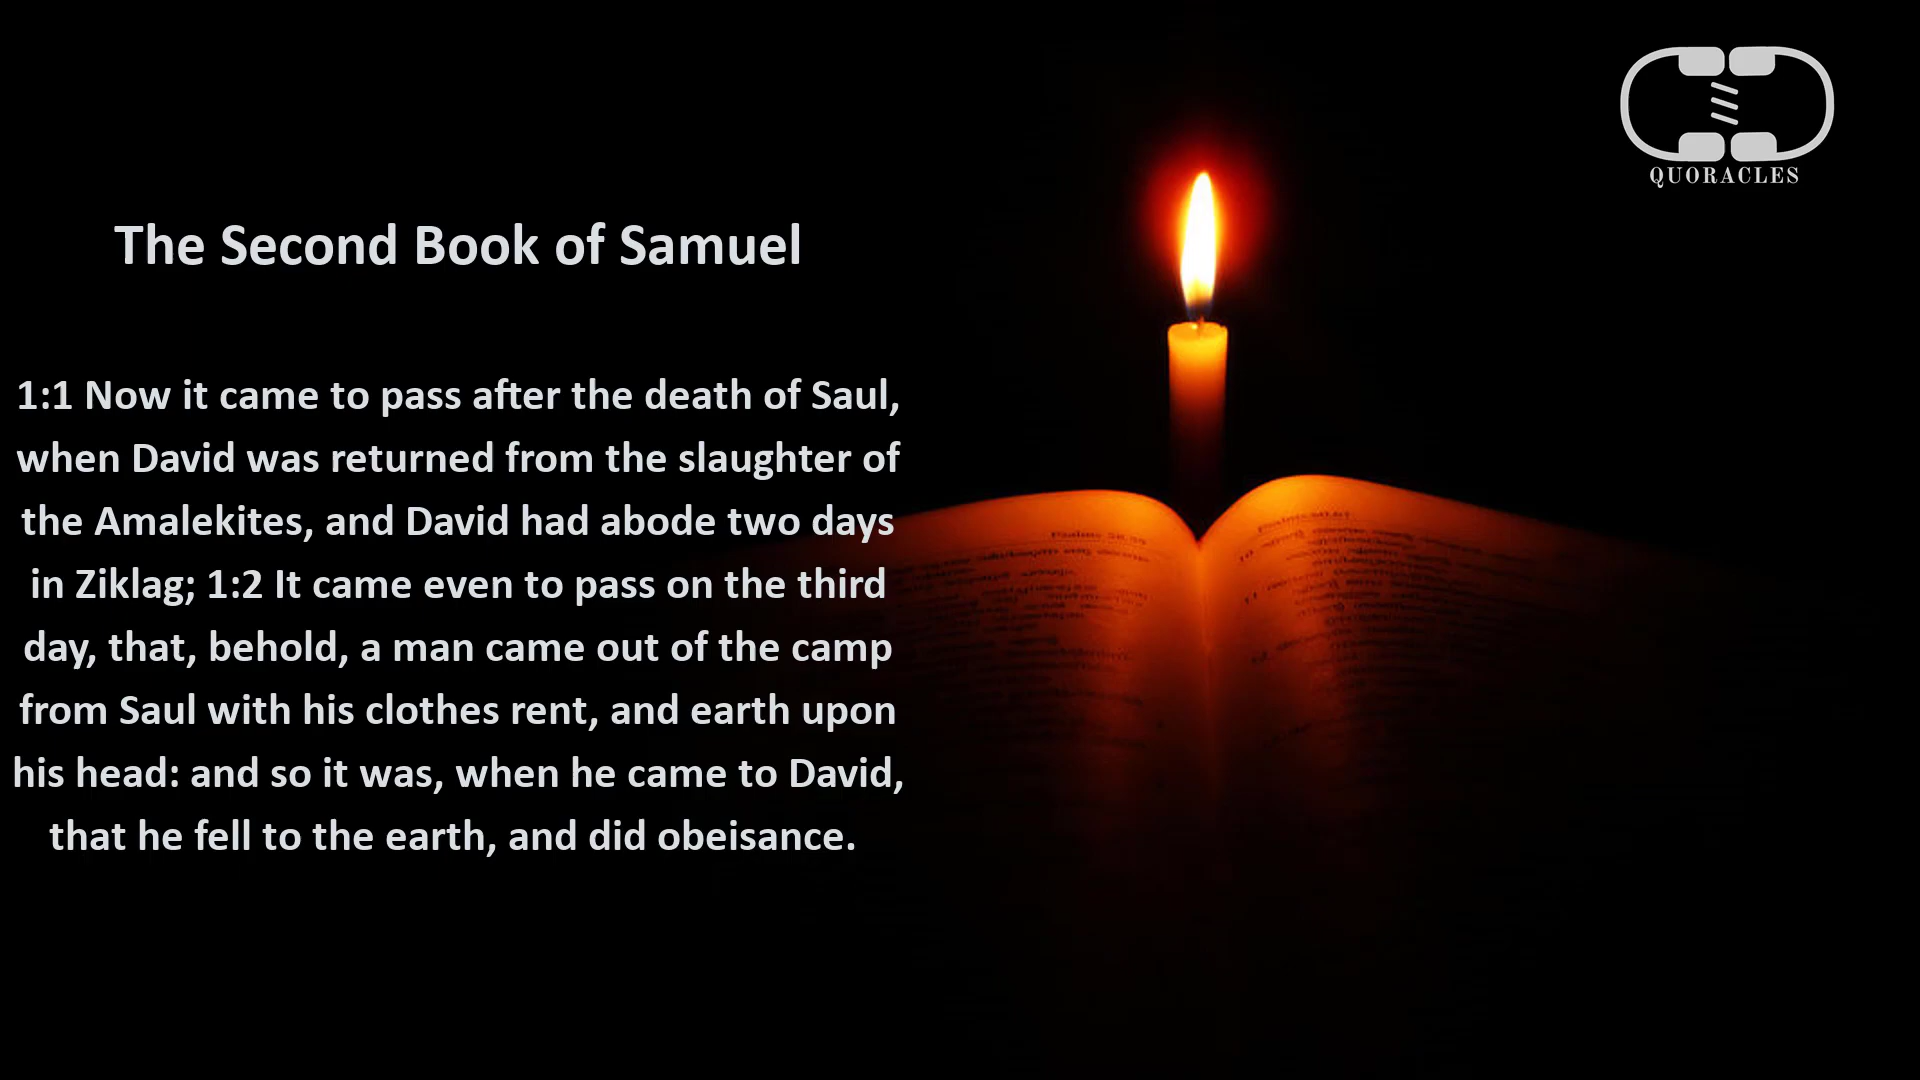 QUORACLES
The Second Book of Samuel
1:1 Now it came to pass after the death of Saul,
when David was returned from the slaughter of
the Amalekites, and David had abode two days
in Ziklag; 1:2 It came even to pass on the third
day, that, behold, a man came out of the camp
from Saul with his clothes rent, and earth upon
his head: and so it was, when he came to David,
that he fell to the earth, and did obeisance.